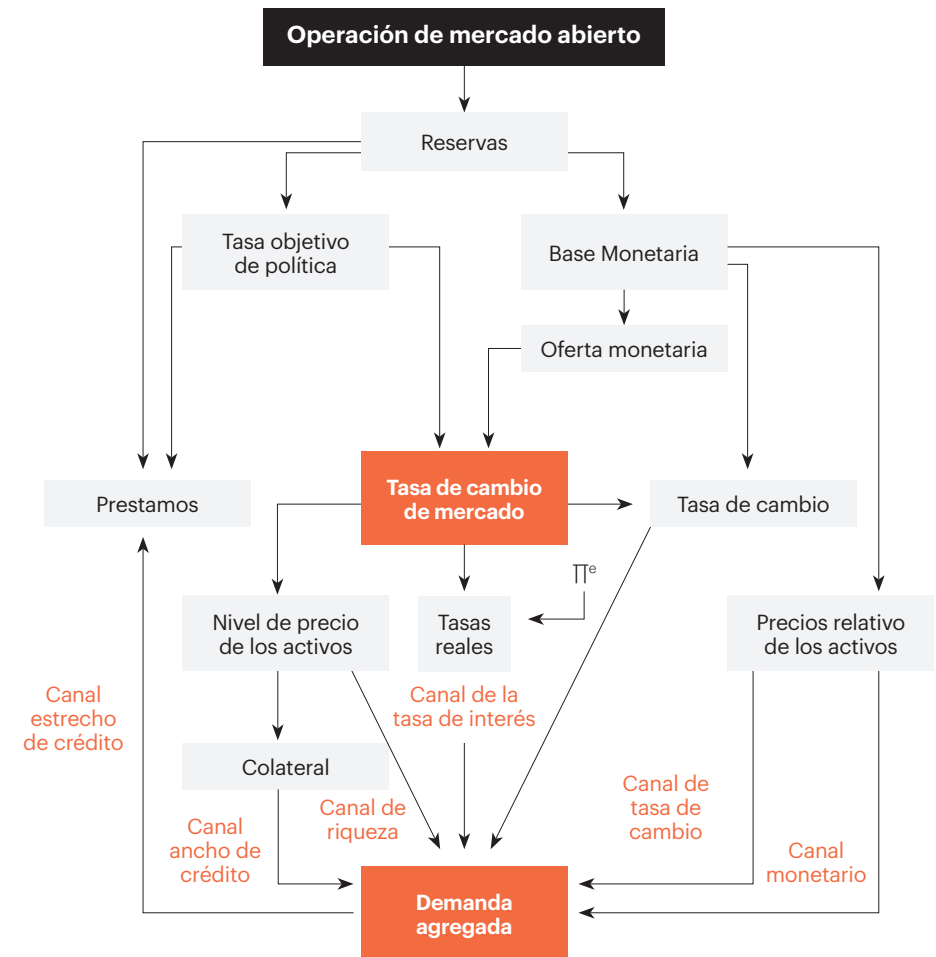 Operación de mercado abierto
Reservas
Tasa objetivo
de política
Base Monetaria
Oferta monetaria
Tasa de cambio
de mercado
Prestamos
Tasa de cambio
∏e
Nivel de precio
de los activos
Tasas
reales
Precios relativo
de los activos
Canal
estrecho
de crédito
Canal de la
tasa de interés
Colateral
Canal de
riqueza
Canal
ancho de
crédito
Canal de
tasa de
cambio
Canal
monetario
Demanda
agregada